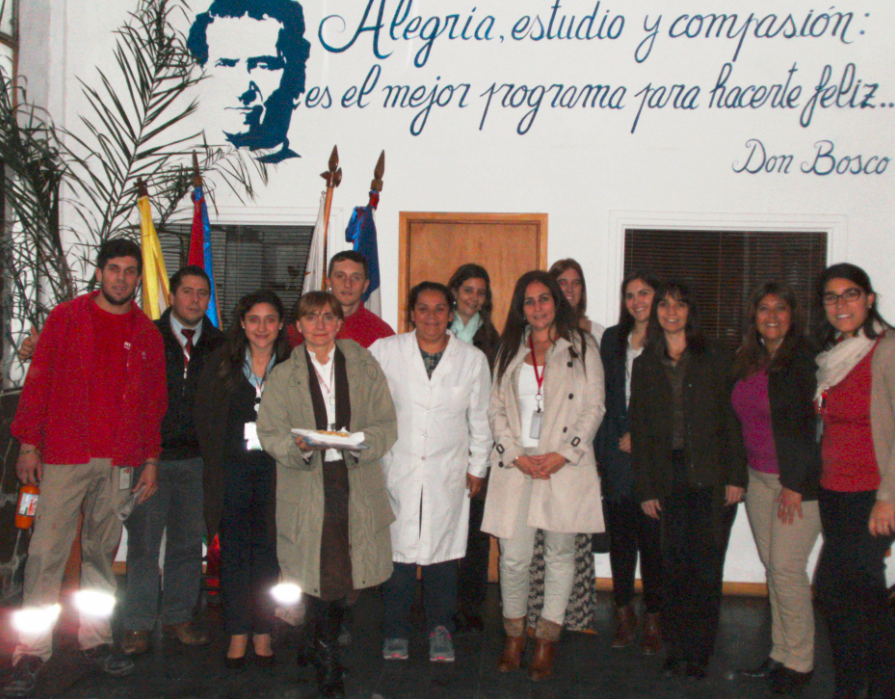 Alegría, estudio y compasión:
es el mejor programa para hacerte feliz..
Don Bosco